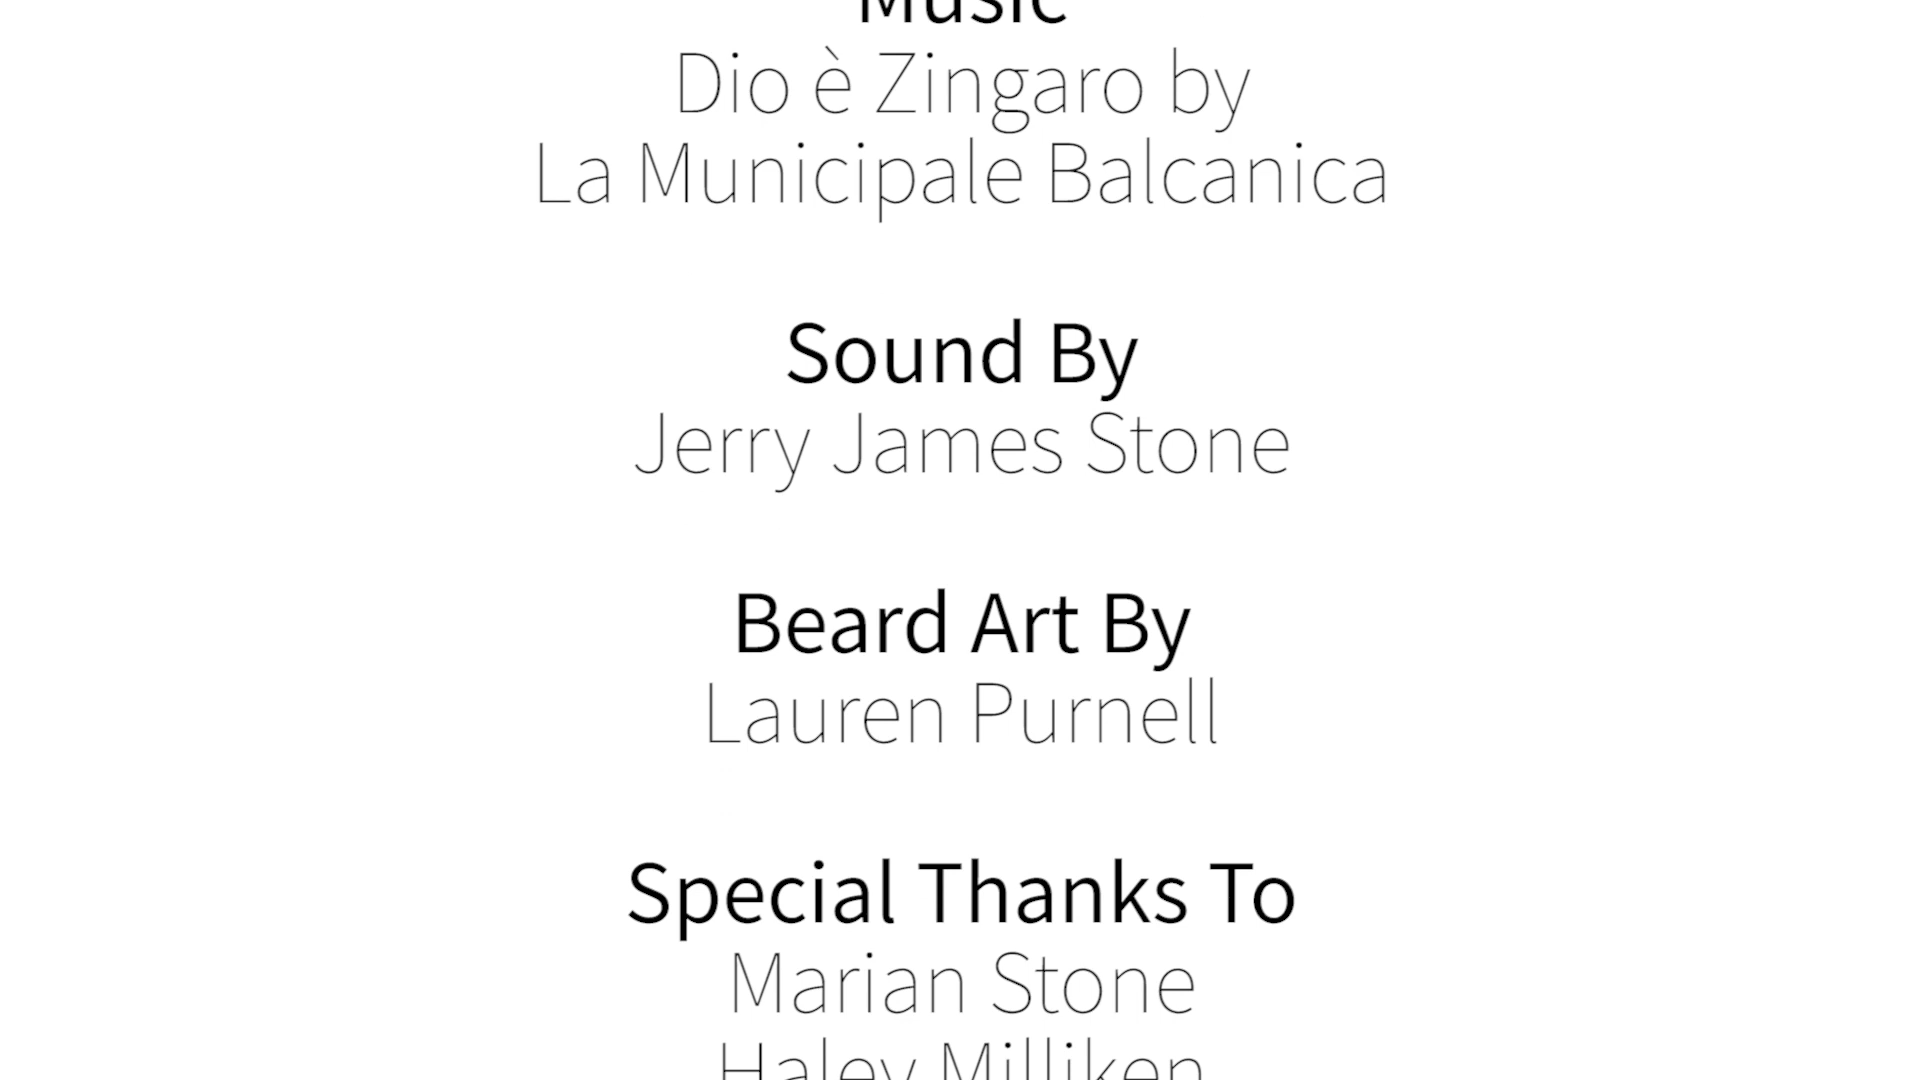 Music
Dio è Zingaro by
La Municipale Balcanica
Sound By
Jerry James Stone
Beard Art By
Lauren Purnell
Special Thanks To
Marian Stone
Haley Milliken